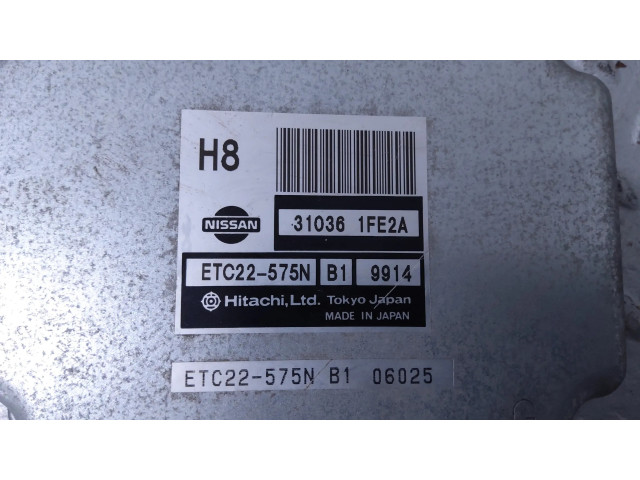 H8
NISSAN
31036 1FE2A
ETC22-575N B1 9914
Hitachi,Ltd. Tokyo Japan
MADE IN JAPAN
ETC22-575N B1 06025